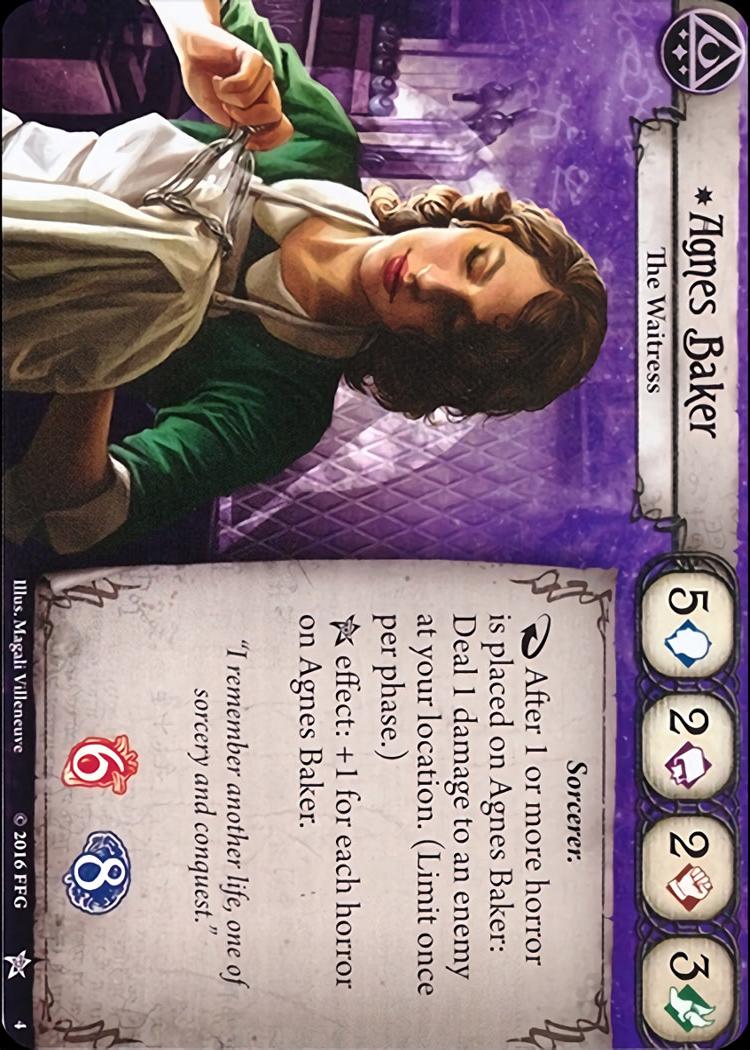 Agnes Baker
The Waitress
5
2
2
3
Sorcerer.
After 1 or more horror
is placed on Agnes Baker:
Deal 1 damage to an enemy
at your location. (Limit once
per phase.)
effect: +1 for each horror
on Agnes Baker.
"I remember another life, one of
sorcery and conquest."
6
8
Illus. Magali Villeneuve
© 2016 FFG
4